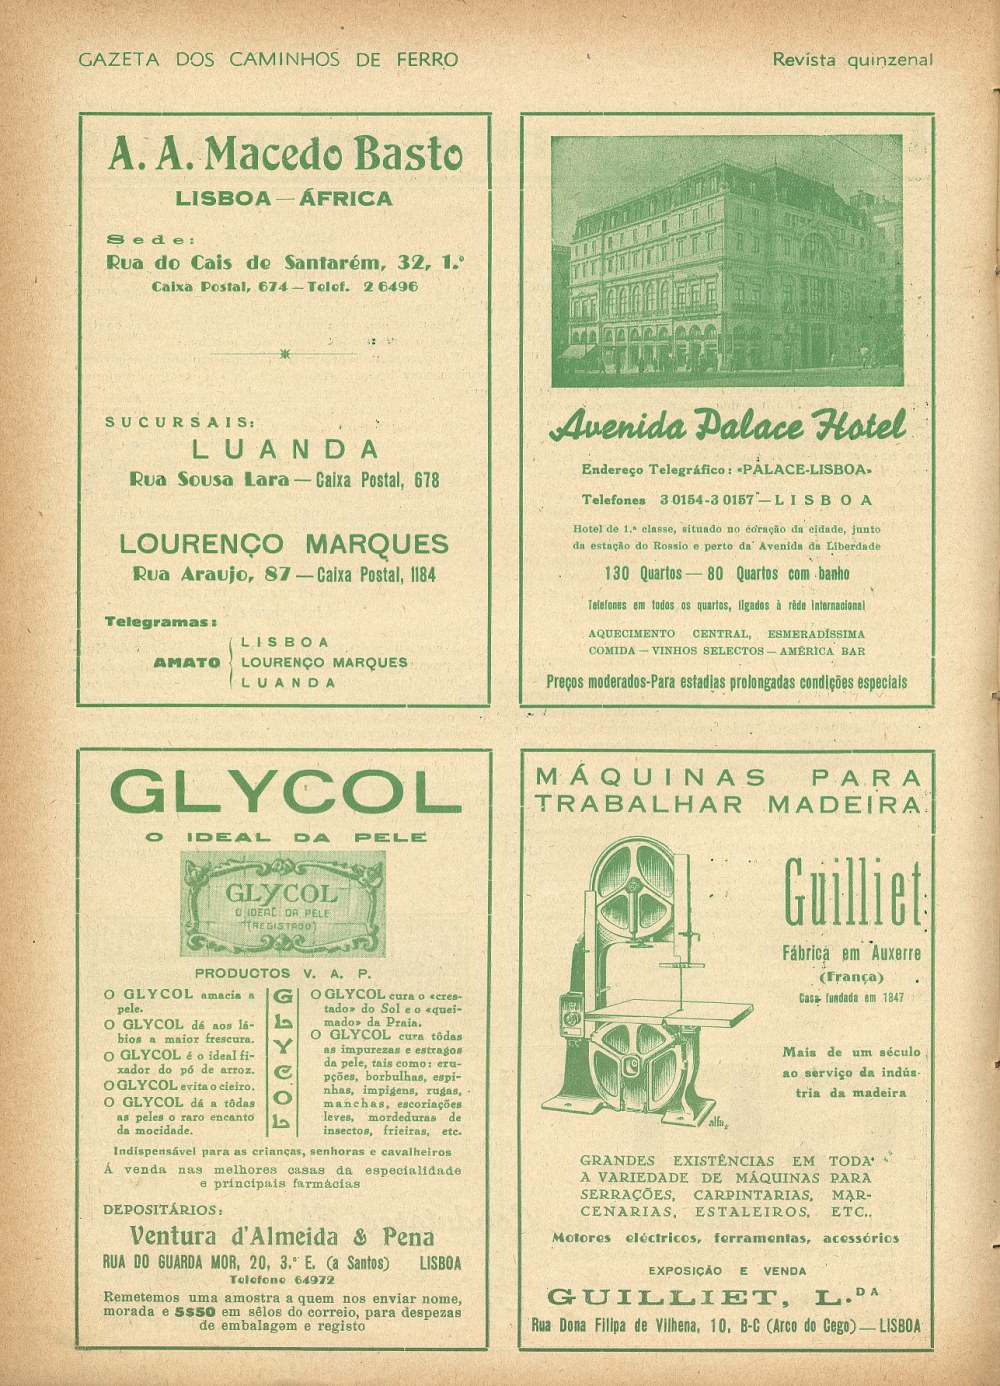 GAZETA DOS CAMINHOS DE FERRO
Revista quinzenal
A. A. Macedo Basto
LISBOA — ÁFRICA
Sede:
Rua do Cais de Santarém, 32, 1.º
Caixa Postal, 674 — Telef. 2 6496
SUCURSAIS:
LUANDA
Rua Sousa Lara — Caixa Postal, 678
LOURENÇO MARQUES
Rua Araujo, 87 — Caixa Postal, 1184
Telegramas:
LISBOA
AMATO LOURENÇO MARQUES
LUANDA
Avenida Palace Hotel
Endereço Telegráfico: «PALACE-LISBOA»
Telefones 3 0154-3 0157 — LISBOA
Hotel de 1.ª classe, situado no coração da cidade, junto
da estação do Rossio e perto da Avenida da Liberdade
130 Quartos — 80 Quartos com banho
Telefones em todos os quartos, ligados à rêde internacional
AQUECIMENTO CENTRAL, ESMERADÍSSIMA
COMIDA — VINHOS SELECTOS — AMÉRICA BAR
Preços moderados-Para estadias prolongadas condições especiais
GLYCOL
O IDEAL DA PELE
GLYCOL
O IDEAL DA PELE
(REGISTADO)
PRODUCTOS V. A. P.
O GLYCOL amacia a
pele.
O GLYCOL dá aos lá-
bios a maior frescura.
O GLYCOL é o ideal fi-
xador do pó de arroz.
O GLYCOL evita o cieiro.
O GLYCOL dá a tôdas
as peles o raro encanto
da mocidade.
GLYCOL
O GLYCOL cura o «cres-
tado» do Sol e o «quei-
mado» da Praia.
O GLYCOL cura tôdas
as impurezas e estragos
da pele, tais como: eru-
pções, borbulhas, espi-
nhas, impigens, rugas,
manchas, escoriações
leves, mordeduras de
insectos, frieiras, etc.
Indispensável para as crianças, senhoras e cavalheiros
Á venda nas melhores casas da especialidade
e principais farmácias
DEPOSITÁRIOS:
Ventura d'Almeida & Pena
RUA DO GUARDA MOR, 20, 3.º E. (a Santos) LISBOA
Telefone 64972
Remetemos uma amostra a quem nos enviar nome,
morada e 5$50 em sêlos do correio, para despezas
de embalagem e registo
MÁQUINAS PARA
TRABALHAR MADEIRA
Guilliet
Fábrica em Auxerre
(França)
Casa fundada em 1847
Mais de um século
ao serviço da indús-
tria da madeira
alfa
GRANDES EXISTÊNCIAS EM TODA
A VARIEDADE DE MÁQUINAS PARA
SERRAÇÕES, CARPINTARIAS, MAR-
CENARIAS, ESTALEIROS, ETC..
Motores eléctricos, ferramentas, acessórios
EXPOSIÇÃO E VENDA
GUILLIET, L.DA
Rua Dona Filipa de Vilhena, 10, B-C (Arco do Cego) — LISBOA